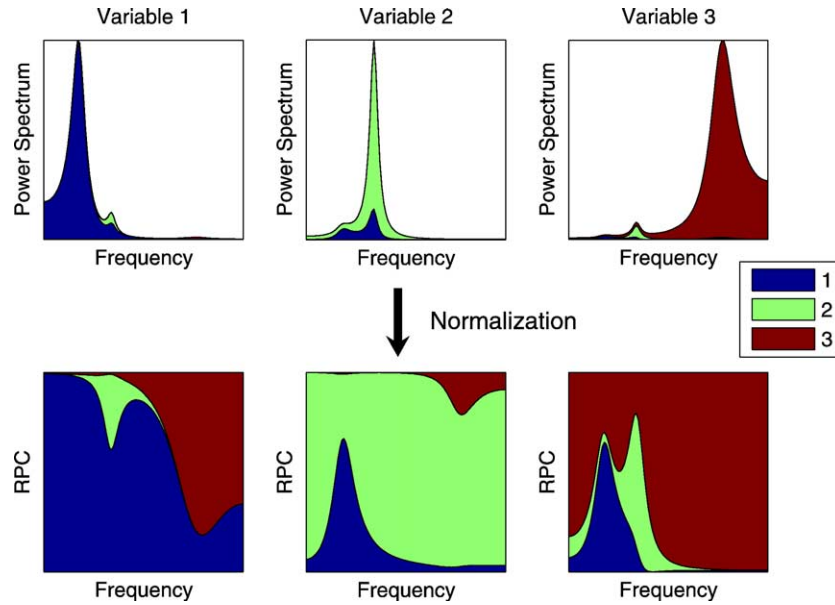 Variable 1
Variable 2
Variable 3
Power Spectrum
Power Spectrum
Power Spectrum
Frequency
Frequency
Frequency
1
2
3
Normalization
RPC
RPC
RPC
Frequency
Frequency
Frequency